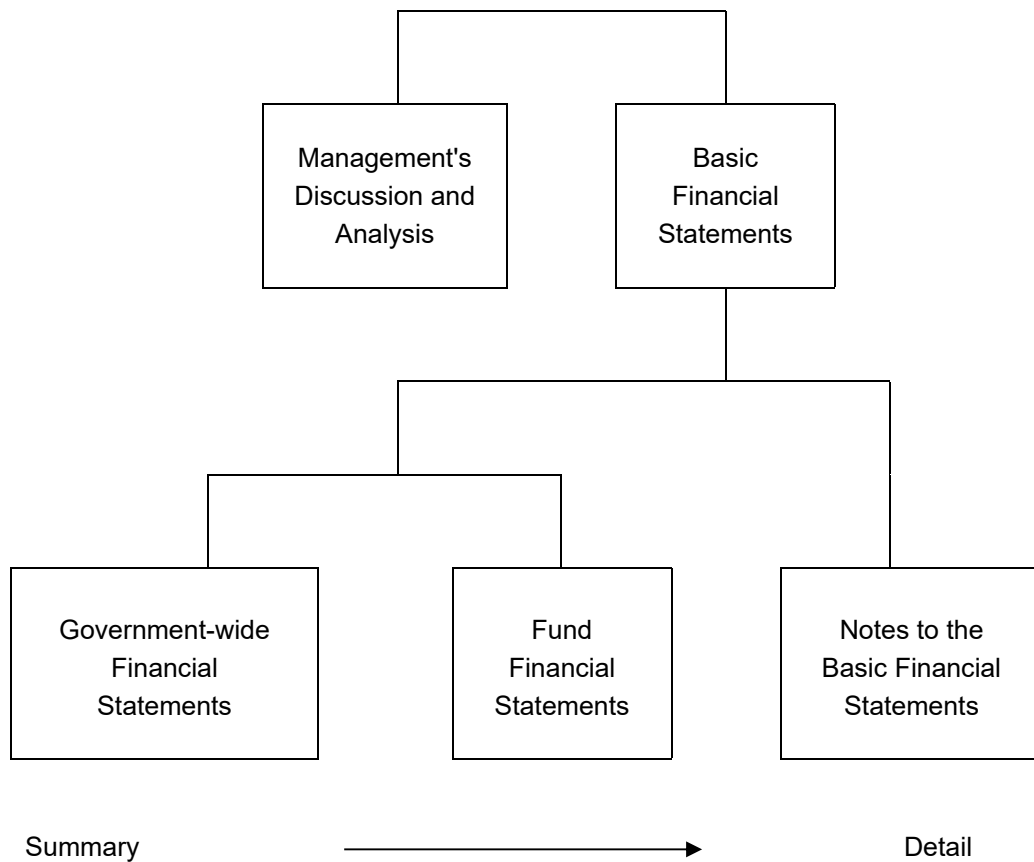 Management's
Discussion and
Analysis
Basic
Financial
Statements
Government-wide
Financial
Statements
Fund
Financial
Statements
Notes to the
Basic Financial
Statements
Summary
Detail